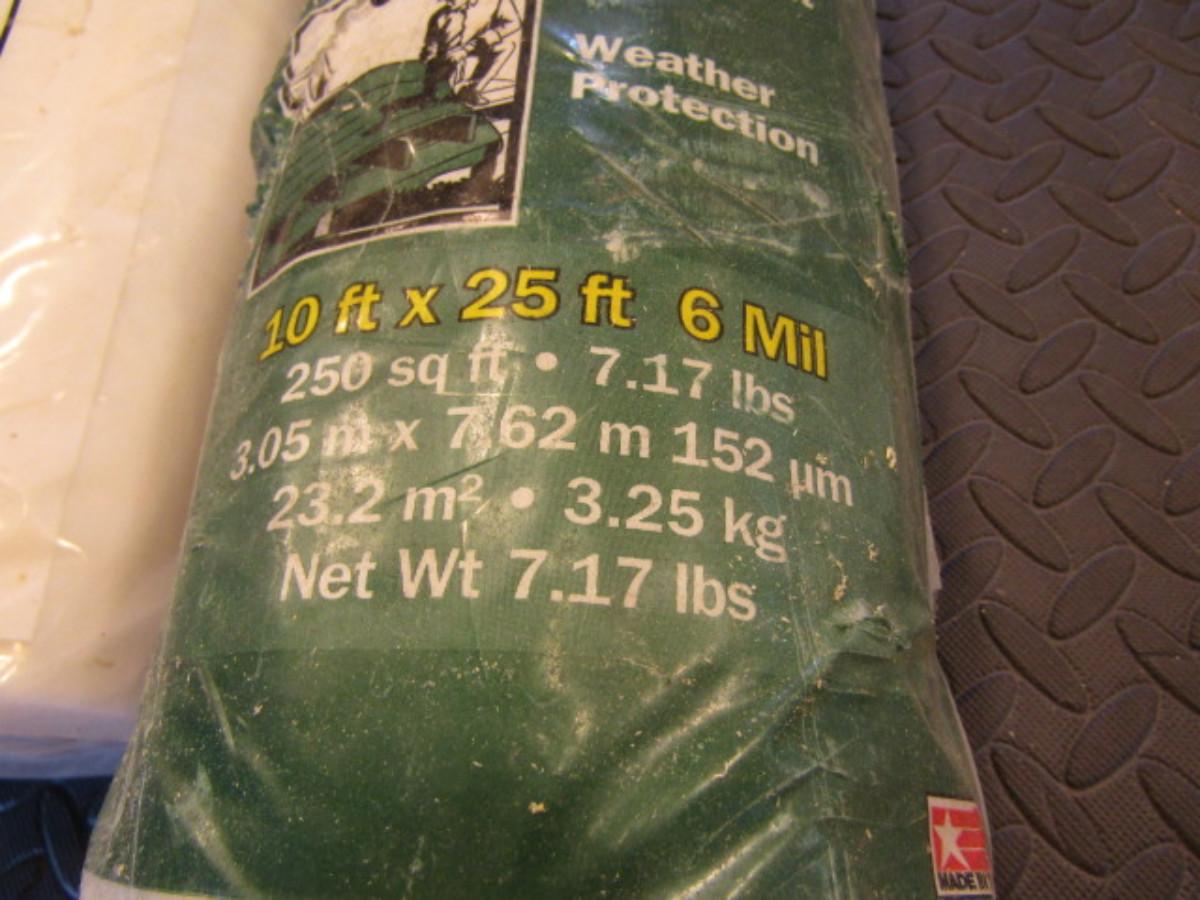 Weather
Protection
10 ft x 25 ft 6 Mil
250 sq ft • 7.17 lbs
3.05 m x 7.62 m 152 µm
23.2 m² • 3.25 kg
Net Wt 7.17 lbs
MADE